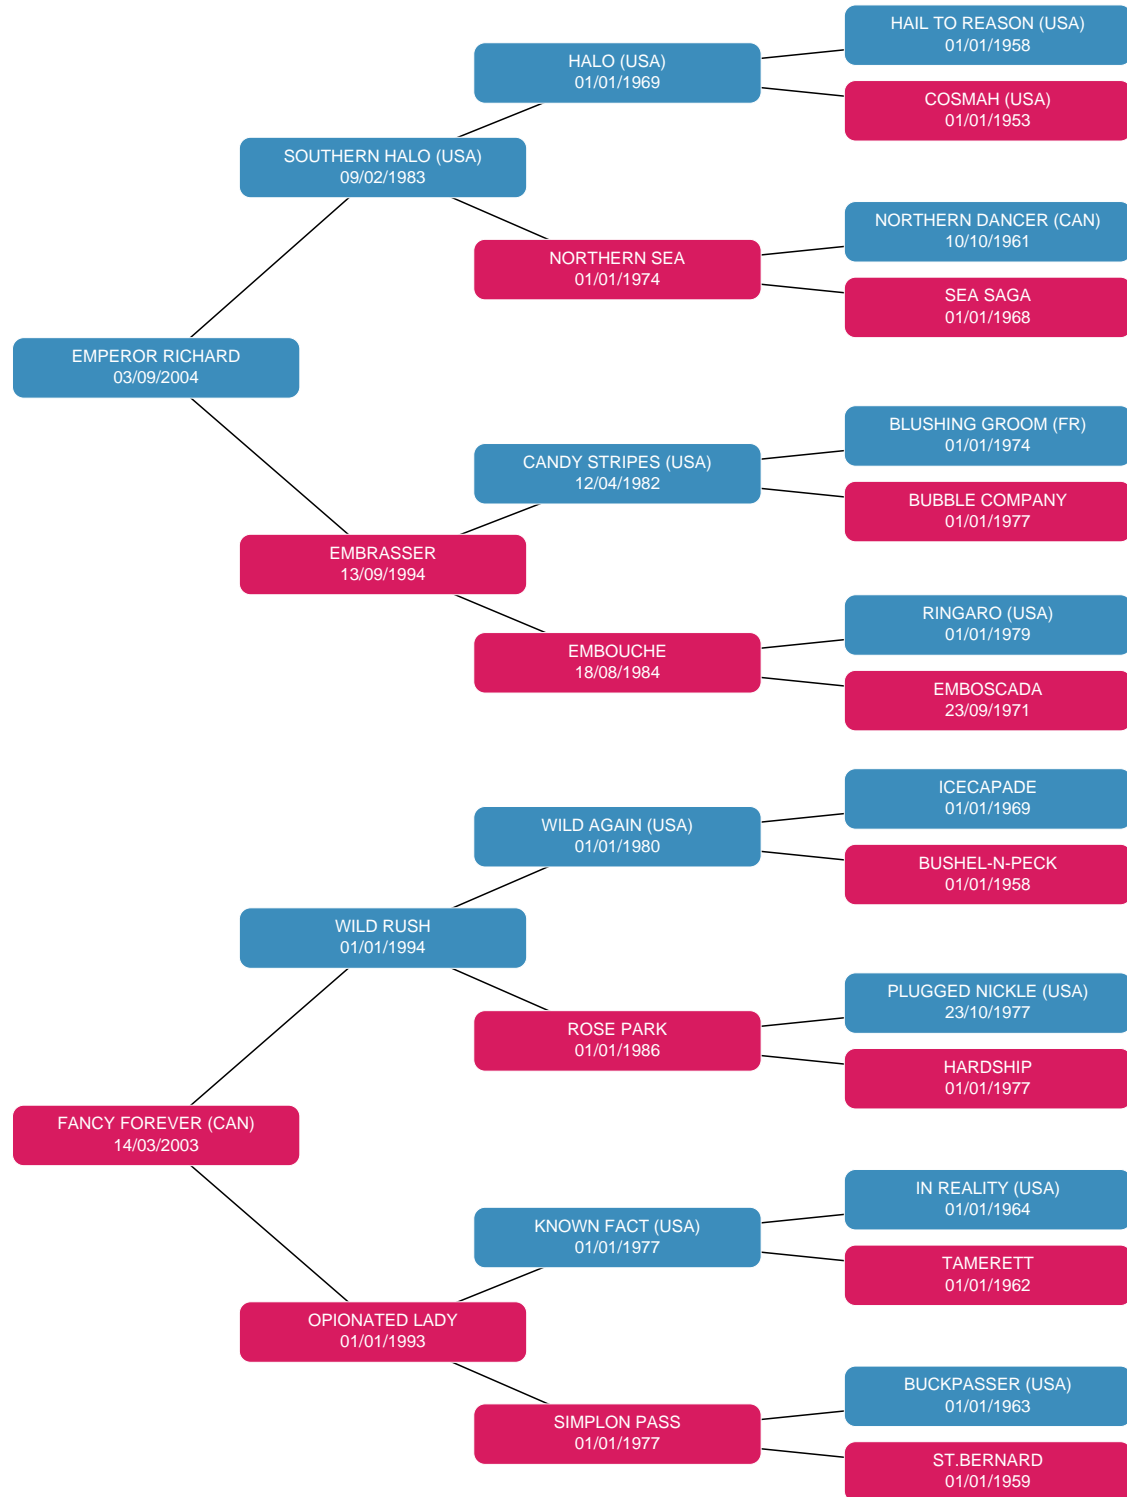 HAIL TO REASON (USA)
01/01/1958
HALO (USA)
01/01/1969
COSMAH (USA)
01/01/1953
SOUTHERN HALO (USA)
09/02/1983
NORTHERN DANCER (CAN)
10/10/1961
NORTHERN SEA
01/01/1974
SEA SAGA
01/01/1968
EMPEROR RICHARD
03/09/2004
BLUSHING GROOM (FR)
01/01/1974
CANDY STRIPES (USA)
12/04/1982
BUBBLE COMPANY
01/01/1977
EMBRASSER
13/09/1994
RINGARO (USA)
01/01/1979
EMBOUCHE
18/08/1984
EMBOSCADA
23/09/1971
ICECAPADE
01/01/1969
WILD AGAIN (USA)
01/01/1980
BUSHEL-N-PECK
01/01/1958
WILD RUSH
01/01/1994
PLUGGED NICKLE (USA)
23/10/1977
ROSE PARK
01/01/1986
HARDSHIP
01/01/1977
FANCY FOREVER (CAN)
14/03/2003
IN REALITY (USA)
01/01/1964
KNOWN FACT (USA)
01/01/1977
TAMERETT
01/01/1962
OPIONATED LADY
01/01/1993
BUCKPASSER (USA)
01/01/1963
SIMPLON PASS
01/01/1977
ST.BERNARD
01/01/1959